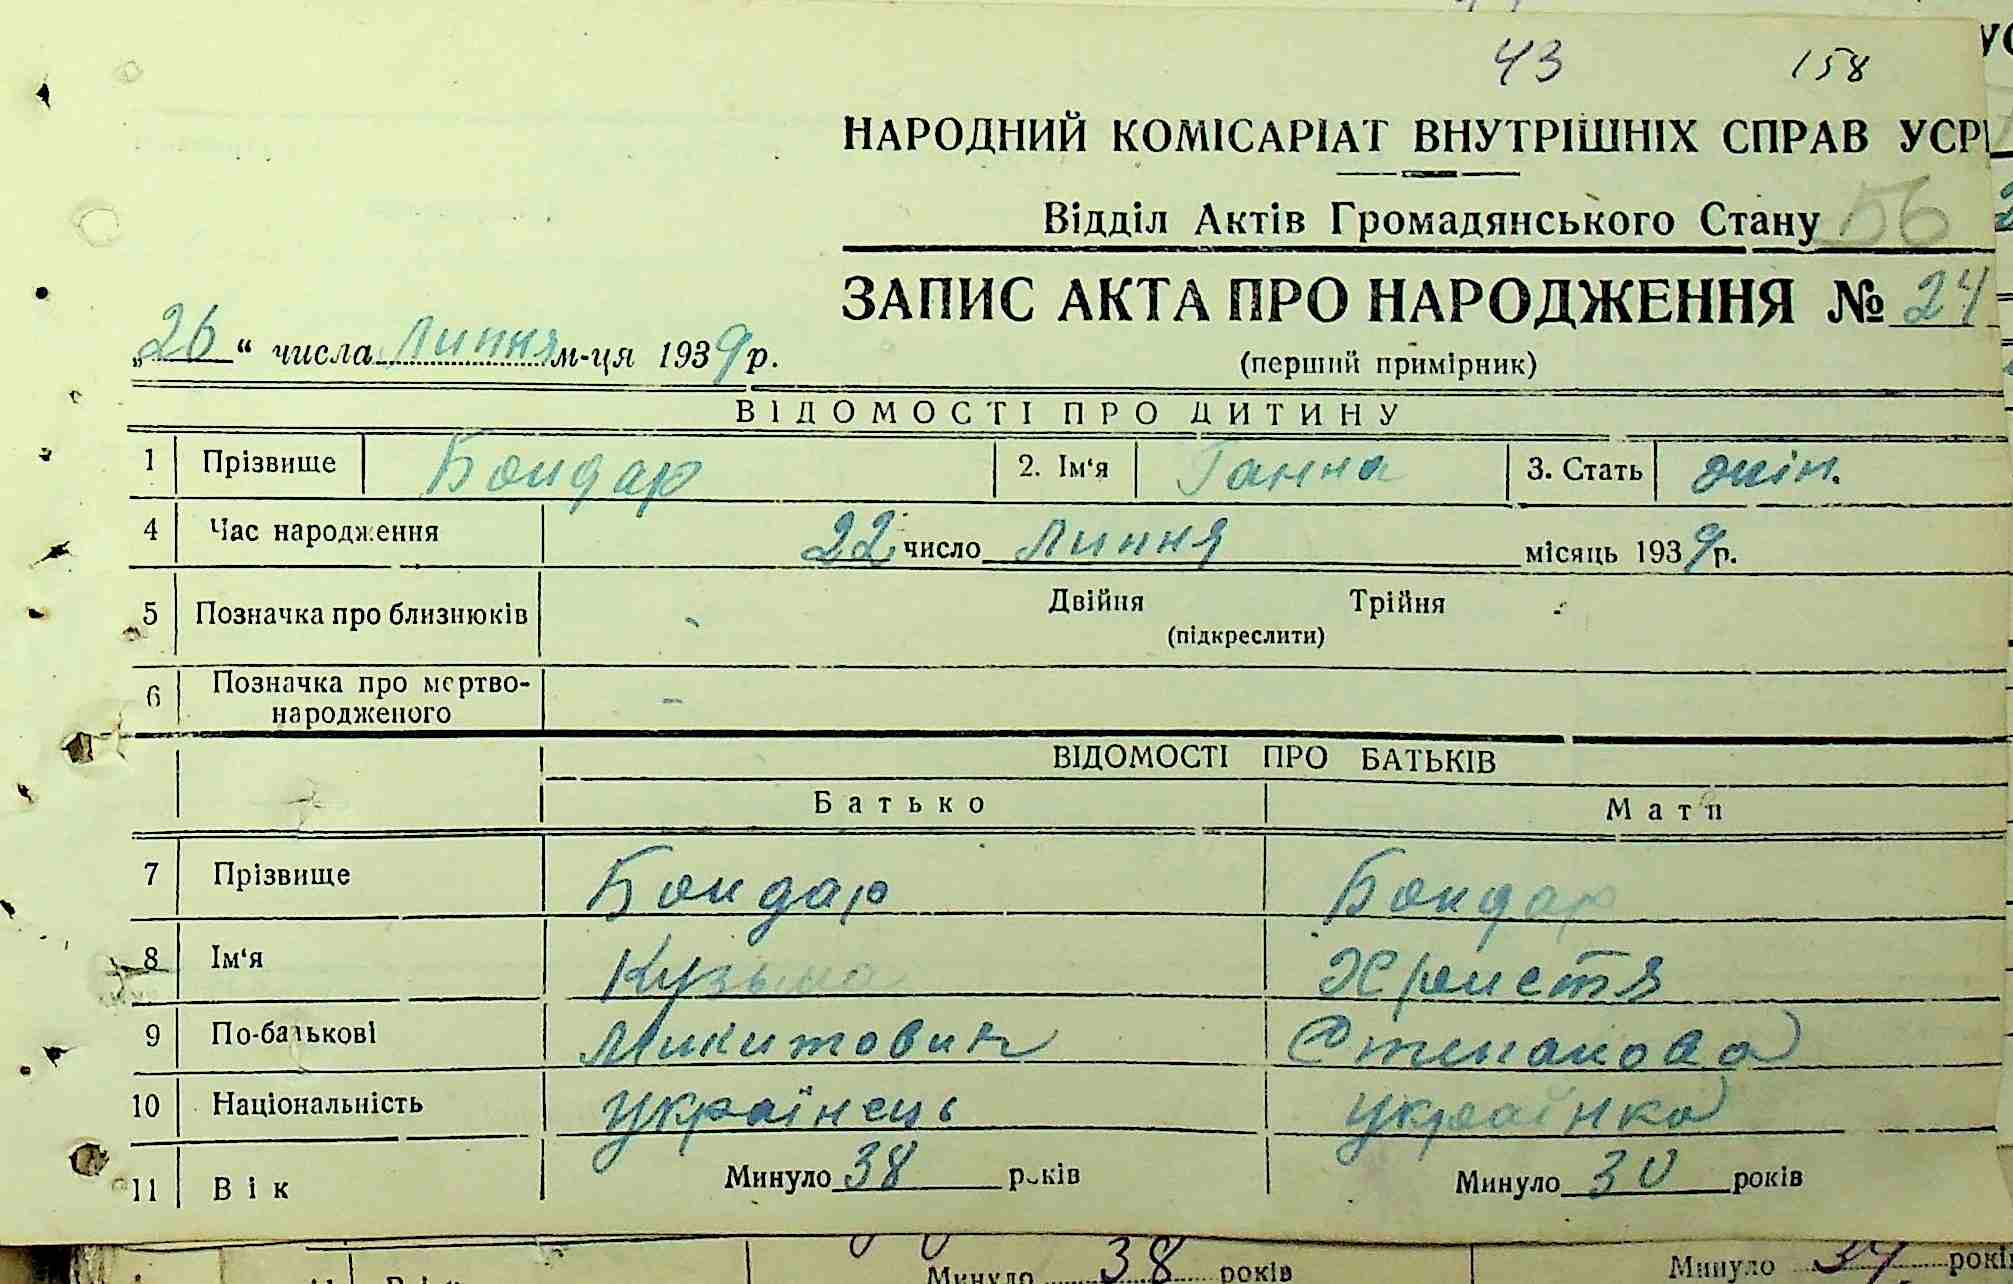 43 158
НАРОДНИЙ КОМІСАРІАТ ВНУТРІШНІХ СПРАВ УСРР
Відділ Актів Громадянського Стану 56
ЗАПИС АКТА ПРО НАРОДЖЕННЯ № 24
„26“ числа липня м-ця 1939 р. (перший примірник)
ВІДОМОСТІ ПРО ДИТИНУ
1 Прізвище Бондар 2. Ім‘я Ганна 3. Стать жін.
4 Час народження 22 число липня місяць 1939 р.
5 Позначка про близнюків Двійня Трійня
(підкреслити)
6 Позначка про мертво-
народженого -
ВІДОМОСТІ ПРО БАТЬКІВ
Батько Мати
7 Прізвище Бондар Бондар
8 Ім‘я Кузьма Христя
9 По-батькові Микитович Степанова
10 Національність українець українка
11 Вік Минуло 38 років Минуло 30 років
Минуло 38 років Минуло 34 рокі